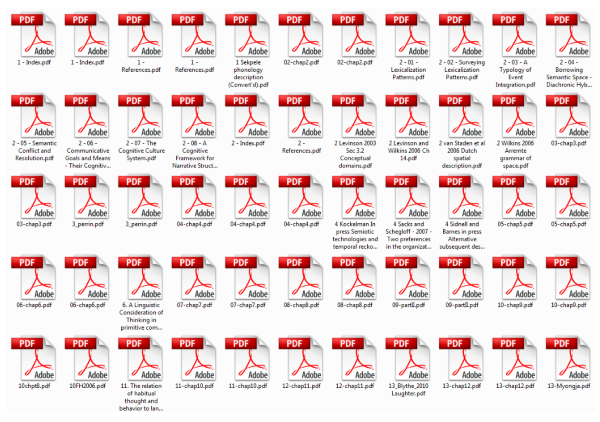 PDF PDF PDF PDF PDF PDF PDF PDF PDF PDF PDF
Adobe Adobe Adobe Adobe Adobe Adobe Adobe Adobe Adobe Adobe Adobe
1 - Index.pdf
1 - Index.pdf
1 -
References.pdf
1 -
References.pdf
1 Sekpele
phonology
description
(Convert'd).pdf
02-chap2.pdf
02-chap2.pdf
2 - 01 -
Lexicalization
Patterns.pdf
2 - 02 - Surveying
Lexicalization
Patterns.pdf
2 - 03 - A
Typology of
Event
Integration.pdf
2 - 04 -
Borrowing
Semantic Space -
Diachronic Hyb...
PDF PDF PDF PDF PDF PDF PDF PDF PDF PDF PDF
Adobe Adobe Adobe Adobe Adobe Adobe Adobe Adobe Adobe Adobe Adobe
2 - 05 - Semantic
Conflict and
Resolution.pdf
2 - 06 -
Communicative
Goals and Means
- Their Cognitiv...
2 - 07 - The
Cognitive Culture
System.pdf
2 - 08 - A
Cognitive
Framework for
Narrative Struct...
2 - Index.pdf
2 -
References.pdf
2 Levinson 2003
Sec 3.2
Conceptual
domains.pdf
2 Levinson and
Wilkins 2006 Ch
14.pdf
2 van Staden et al
2006 Dutch
spatial
description.pdf
2 Wilkins 2006
Arrernte
grammar of
space.pdf
03-chap3.pdf
PDF PDF PDF PDF PDF PDF PDF PDF PDF PDF PDF
Adobe Adobe Adobe Adobe Adobe Adobe Adobe Adobe Adobe Adobe Adobe
03-chap3.pdf
3_perrin.pdf
3_perrin.pdf
04-chap4.pdf
04-chap4.pdf
04-chap4.pdf
4 Kockelman In
press Semiotic
technologies and
temporal recko...
4 Sacks and
Schegloff - 2007 -
Two preferences
in the organizat...
4 Sidnell and
Barnes in press
Alternative
subsequent des...
05-chap5.pdf
05-chap5.pdf
PDF PDF PDF PDF PDF PDF PDF PDF PDF PDF PDF
Adobe Adobe Adobe Adobe Adobe Adobe Adobe Adobe Adobe Adobe Adobe
06-chap6.pdf
06-chap6.pdf
6. A Linguistic
Consideration of
Thinking in
primitive com...
07-chap7.pdf
07-chap7.pdf
08-chap8.pdf
08-chap8.pdf
09-partII.pdf
09-partII.pdf
10-chap9.pdf
10-chap9.pdf
PDF PDF PDF PDF PDF PDF PDF PDF PDF PDF PDF
Adobe Adobe Adobe Adobe Adobe Adobe Adobe Adobe Adobe Adobe Adobe
10chpt8.pdf
10FH2006.pdf
11. The relation
of habitual
thought and
behavior to lan...
11-chap10.pdf
11-chap10.pdf
12-chap11.pdf
12-chap11.pdf
13_Blythe_2010
Laughter.pdf
13-chap12.pdf
13-chap12.pdf
13-Myongja.pdf